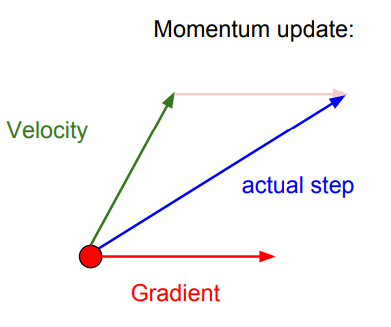 Momentum update:
Velocity
actual step
Gradient